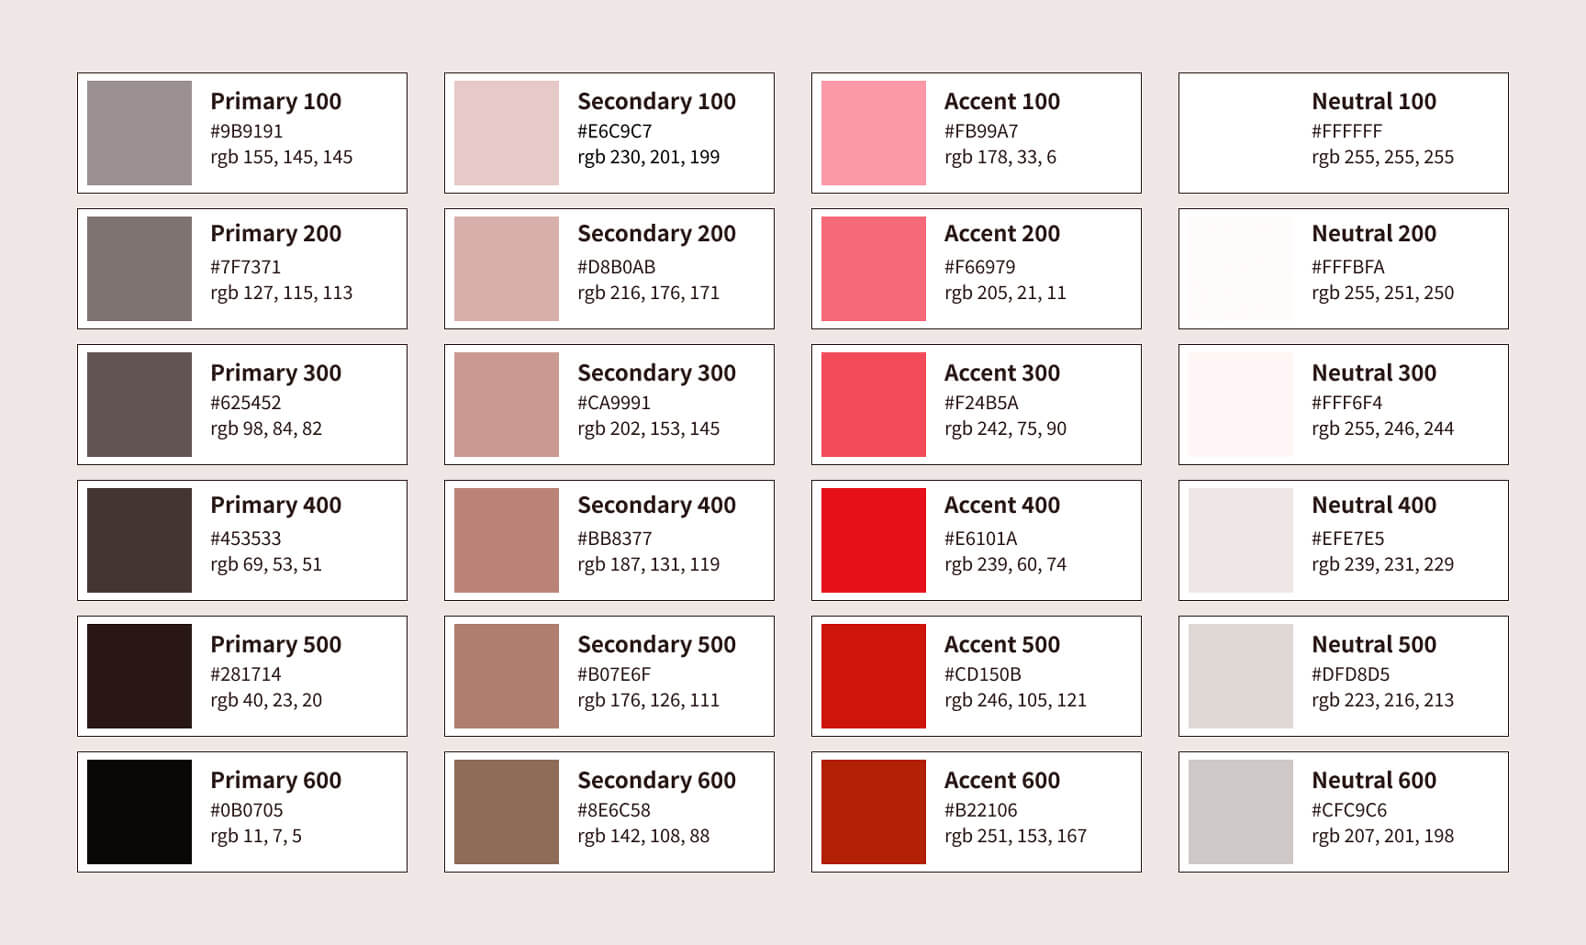 Primary 100
#9B9191
rgb 155, 145, 145
Secondary 100
#E6C9C7
rgb 230, 201, 199
Accent 100
#FB99A7
rgb 178, 33, 6
Neutral 100
#FFFFFF
rgb 255, 255, 255
Primary 200
#7F7371
rgb 127, 115, 113
Secondary 200
#D8B0AB
rgb 216, 176, 171
Accent 200
#F66979
rgb 205, 21, 11
Neutral 200
#FFFBFA
rgb 255, 251, 250
Primary 300
#625452
rgb 98, 84, 82
Secondary 300
#CA9991
rgb 202, 153, 145
Accent 300
#F24B5A
rgb 242, 75, 90
Neutral 300
#FFF6F4
rgb 255, 246, 244
Primary 400
#453533
rgb 69, 53, 51
Secondary 400
#BB8377
rgb 187, 131, 119
Accent 400
#E6101A
rgb 239, 60, 74
Neutral 400
#EFE7E5
rgb 239, 231, 229
Primary 500
#281714
rgb 40, 23, 20
Secondary 500
#B07E6F
rgb 176, 126, 111
Accent 500
#CD150B
rgb 246, 105, 121
Neutral 500
#DFD8D5
rgb 223, 216, 213
Primary 600
#0B0705
rgb 11, 7, 5
Secondary 600
#8E6C58
rgb 142, 108, 88
Accent 600
#B22106
rgb 251, 153, 167
Neutral 600
#CFC9C6
rgb 207, 201, 198